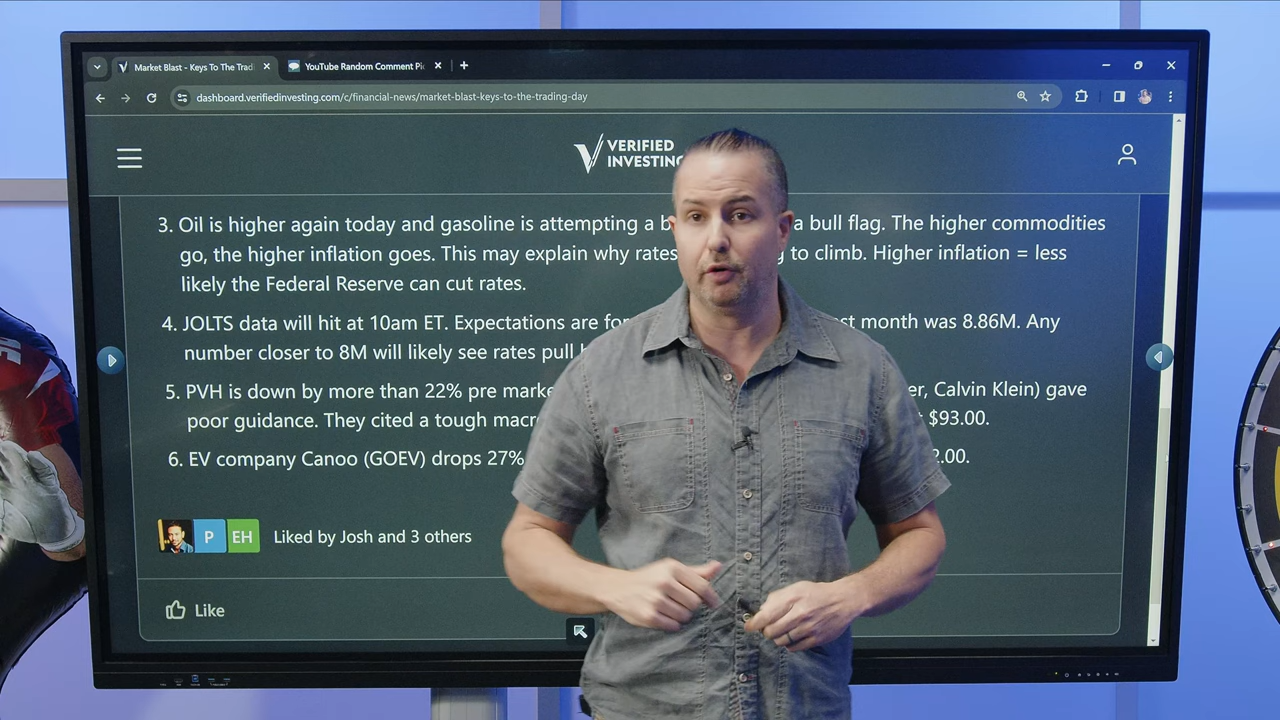 Market Blast - Keys To The Trad
YouTube Random Comment Pi
dashboard.verifiedinvesting.com/c/financial-news/market-blast-keys-to-the-trading-day
VERIFIED
INVESTING
3. Oil is higher again today and gasoline is attempting a b a bull flag. The higher commodities
go, the higher inflation goes. This may explain why rates g to climb. Higher inflation = less
likely the Federal Reserve can cut rates.
4. JOLTS data will hit at 10am ET. Expectations are for st month was 8.86M. Any
number closer to 8M will likely see rates pull
5. PVH is down by more than 22% pre marke er, Calvin Klein) gave
poor guidance. They cited a tough macr $93.00.
6. EV company Canoo (GOEV) drops 27% 2.00.
P
EH
Liked by Josh and 3 others
Like